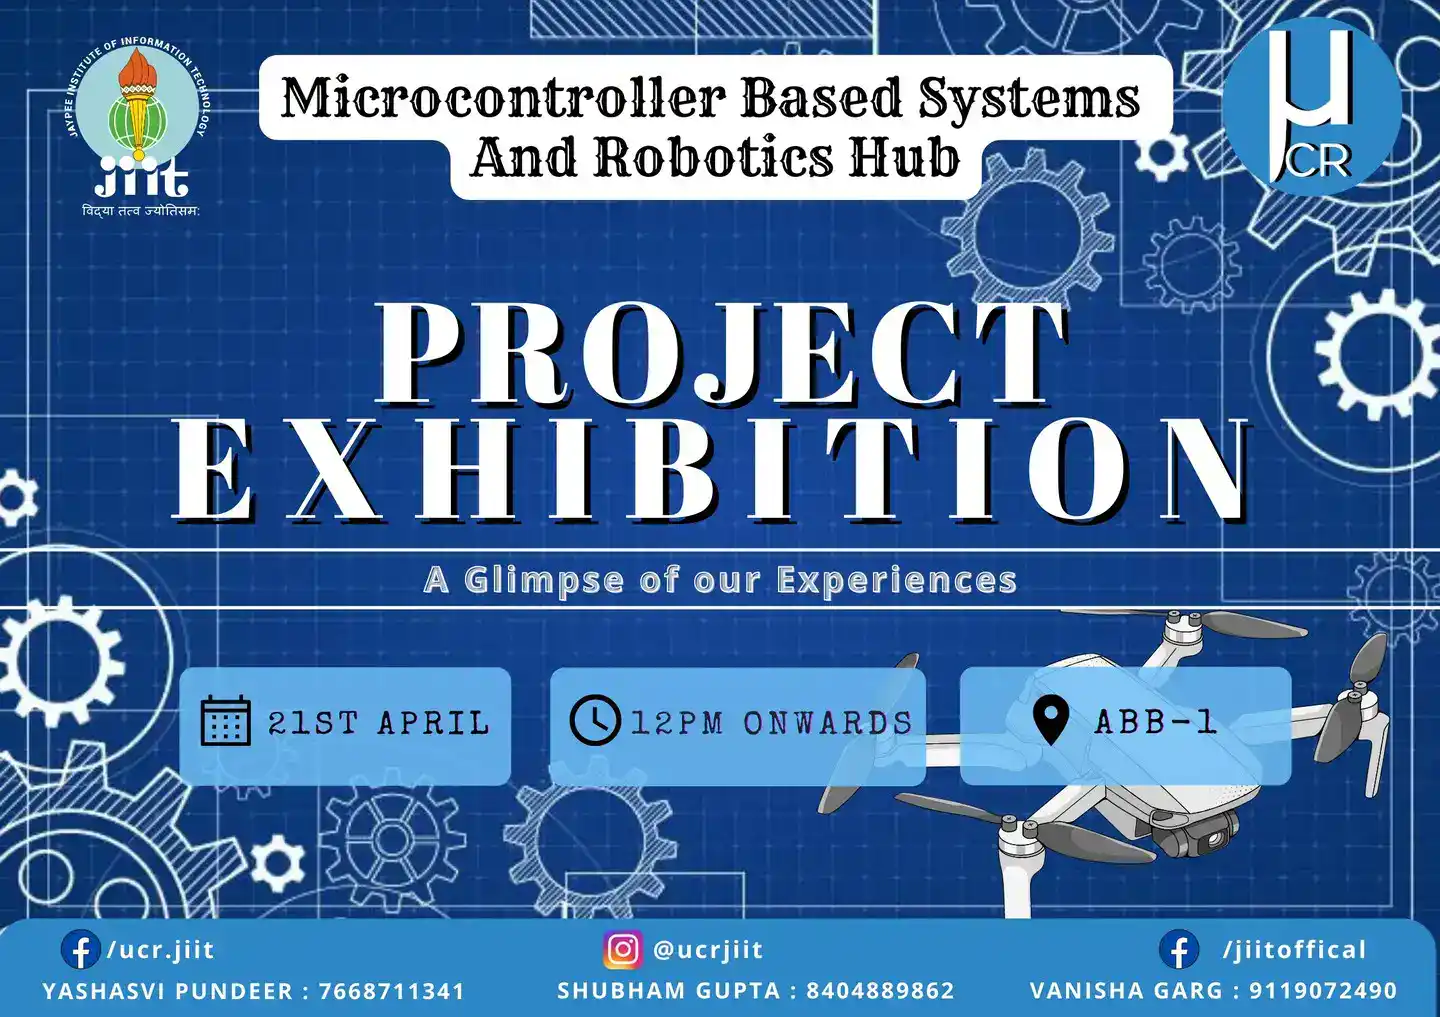 JAYPEE INSTITUTE OF INFORMATION TECHNOLOGY
jiit
विद्या तत्व ज्योतिसम:
Microcontroller Based Systems
And Robotics Hub
μ
CR
PROJECT
EXHIBITION
A Glimpse of our Experiences
21ST APRIL
12PM ONWARDS
ABB-1
/ucr.jiit
@ucrjiit
/jiitoffical
YASHASVI PUNDEER : 7668711341
SHUBHAM GUPTA : 8404889862
VANISHA GARG : 9119072490